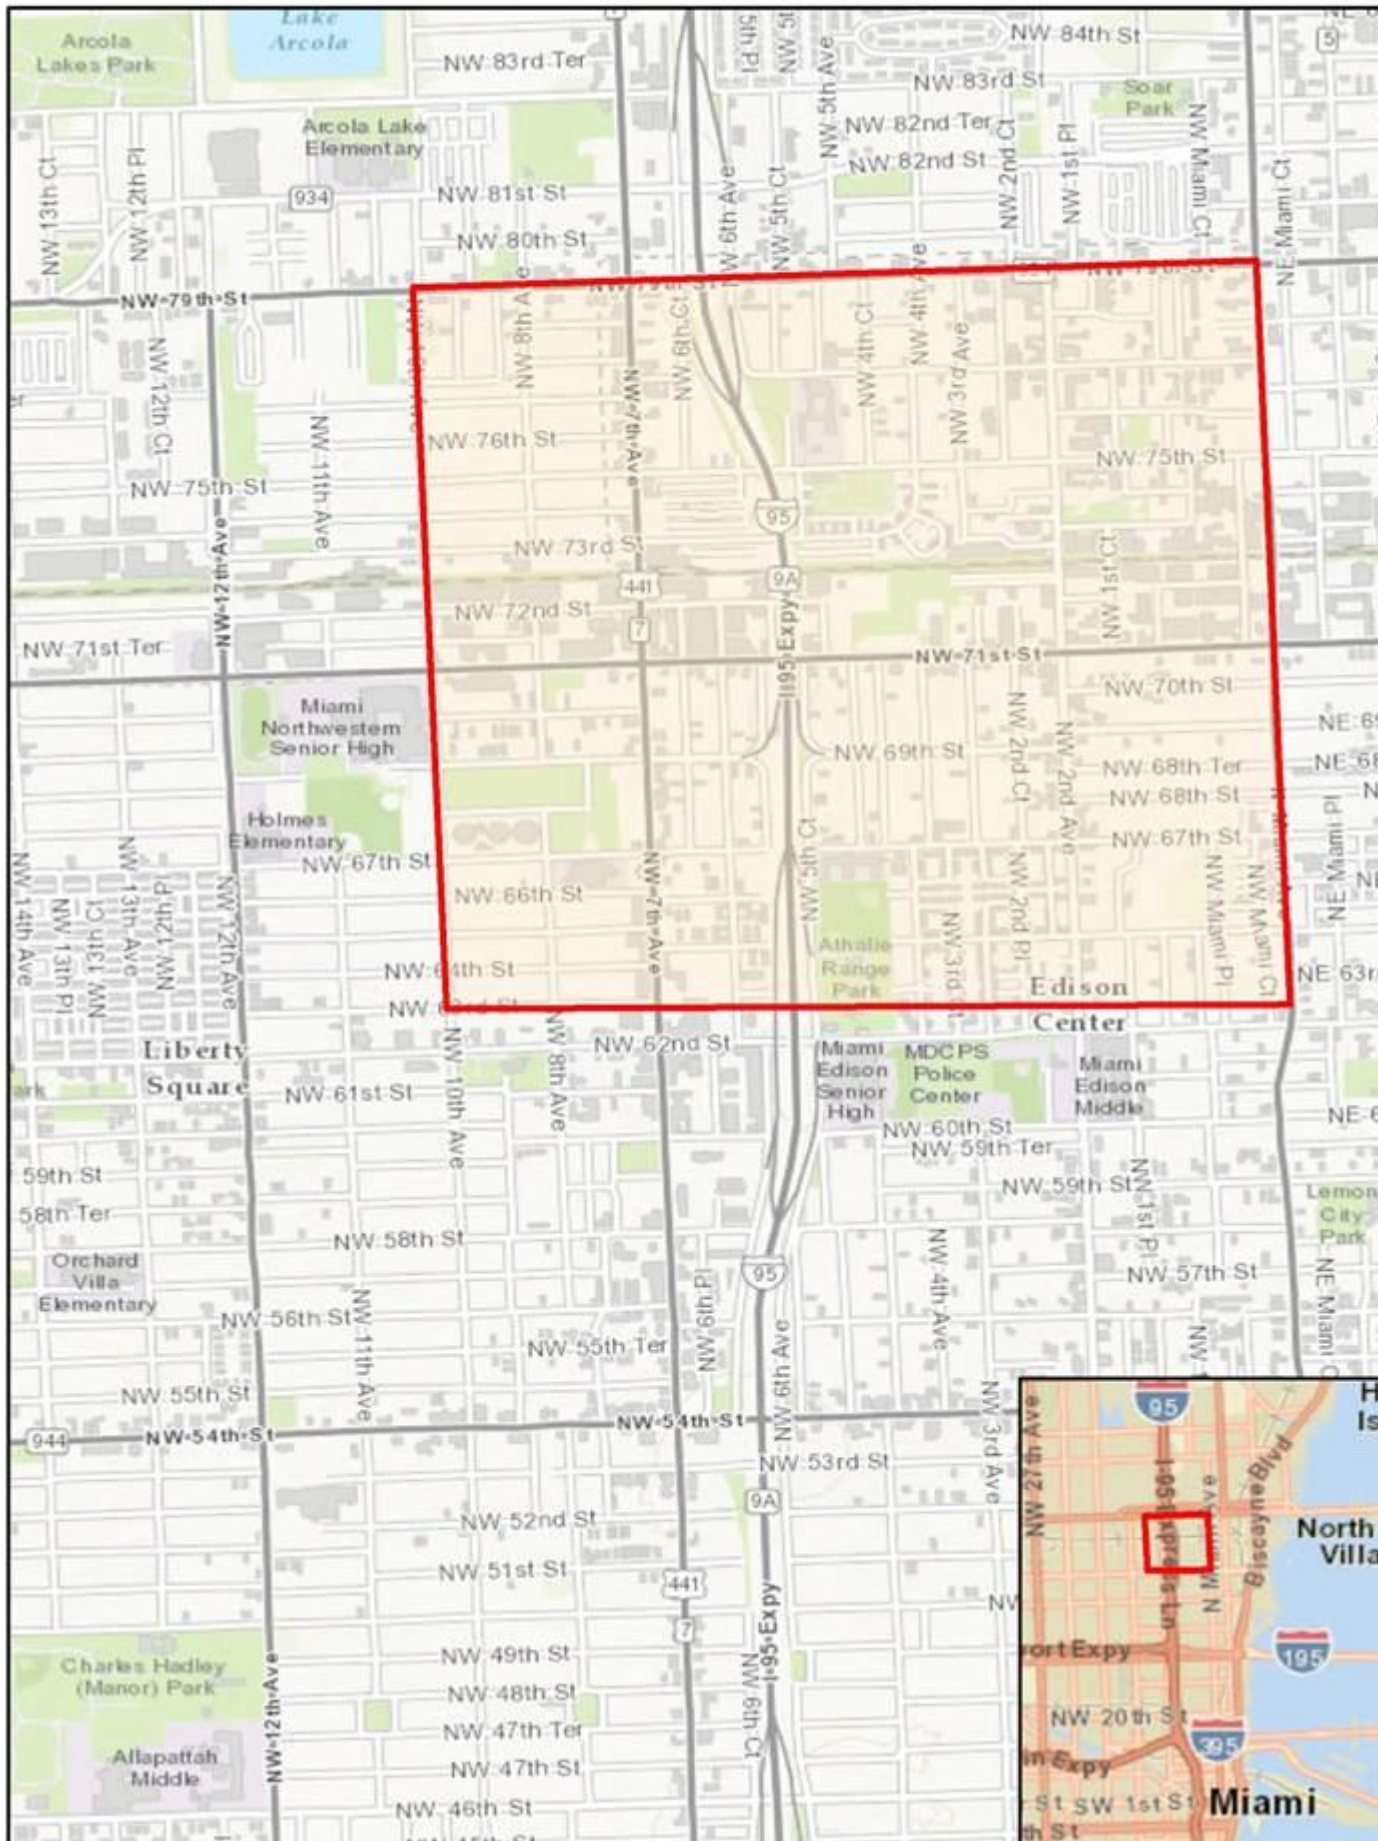 Lake
Arcola
Arcola
Lakes Park
NW 83rd Ter
5th Pl
NW 5th Ave
NW 84th St
5
NW 83rd St
Soar
Park
Arcola Lake
Elementary
NW 82nd Ter
NW 82nd St
NW 2nd Ct
NW 1st Pl
NW Miami Ct
NE Miami Ct
NW 13th Ct
NW 12th Pl
934
NW 81st St
NW 80th St
NW 6th Ave
NW 5th Ct
NW 79th St
NW 8th Ave
NW 6th Ct
NW 4th Ct
NW 4th Ave
NW 3rd Ave
NW 12th Ct
NW 11th Ave
NW 7th Ave
NW 76th St
NW 75th St
NW 75th St
NW 12th Ave
95
NW 73rd S
9A
441
NW 72nd St
7
I-95 Expy
NW 1st Ct
NW 71st Ter
NW 71st St
NW 70th St
Miami
Northwestern
Senior High
NW 2nd Ct
NW 2nd Ave
NE 69
NW 69th St
NW 68th Ter
NE 68
NW 68th St
Holmes
Elementary
NW 67th St
NW 67th St
NW 5th Ct
NE Miami Pl
NW 66th St
NW 14th Ave
NW 13th Pl
NW 13th Ct
NW 13th Ave
NW 12th Pl
NW 12th Ave
NW 7th Ave
NW 2nd Pl
NW Miami Pl
NW Miami Ct
Athalie
Range
Park
NW 64th St
NE 63r
NW 63rd St
Edison
Center
NW 62nd St
Liberty
Square
NW 10th Ave
NW 8th Ave
Miami
Edison
Senior
High
MDCPS
Police
Center
Miami
Edison
Middle
NW 61st St
NE 6
NW 60th St
NW 59th Ter
59th St
NW 59th St
NW 1st Pl
Lemon
City
Park
58th Ter
NW 58th St
NW 4th Ave
Orchard
Villa
Elementary
95
NW 57th St
NW 6th Pl
NW 56th St
NW 11th Ave
NW 55th Ter
NW 6th Ave
NW 55th St
NW 3rd Ave
944
NW 54th St
NW 54th St
NW 53rd St
9A
NW 52nd St
NW 51st St
441
7
I-95 Expy
NW 49th St
Charles Hadley
(Manor) Park
NW 12th Ave
NW 48th St
NW 47th Ter
NW 6th Ct
Allapattah
Middle
NW 47th St
NW 46th St
95
NW 27th Ave
Biscayne Blvd
North
Villa
ort Expy
195
NW 20th St
395
in Expy
SW 1st St
Miami